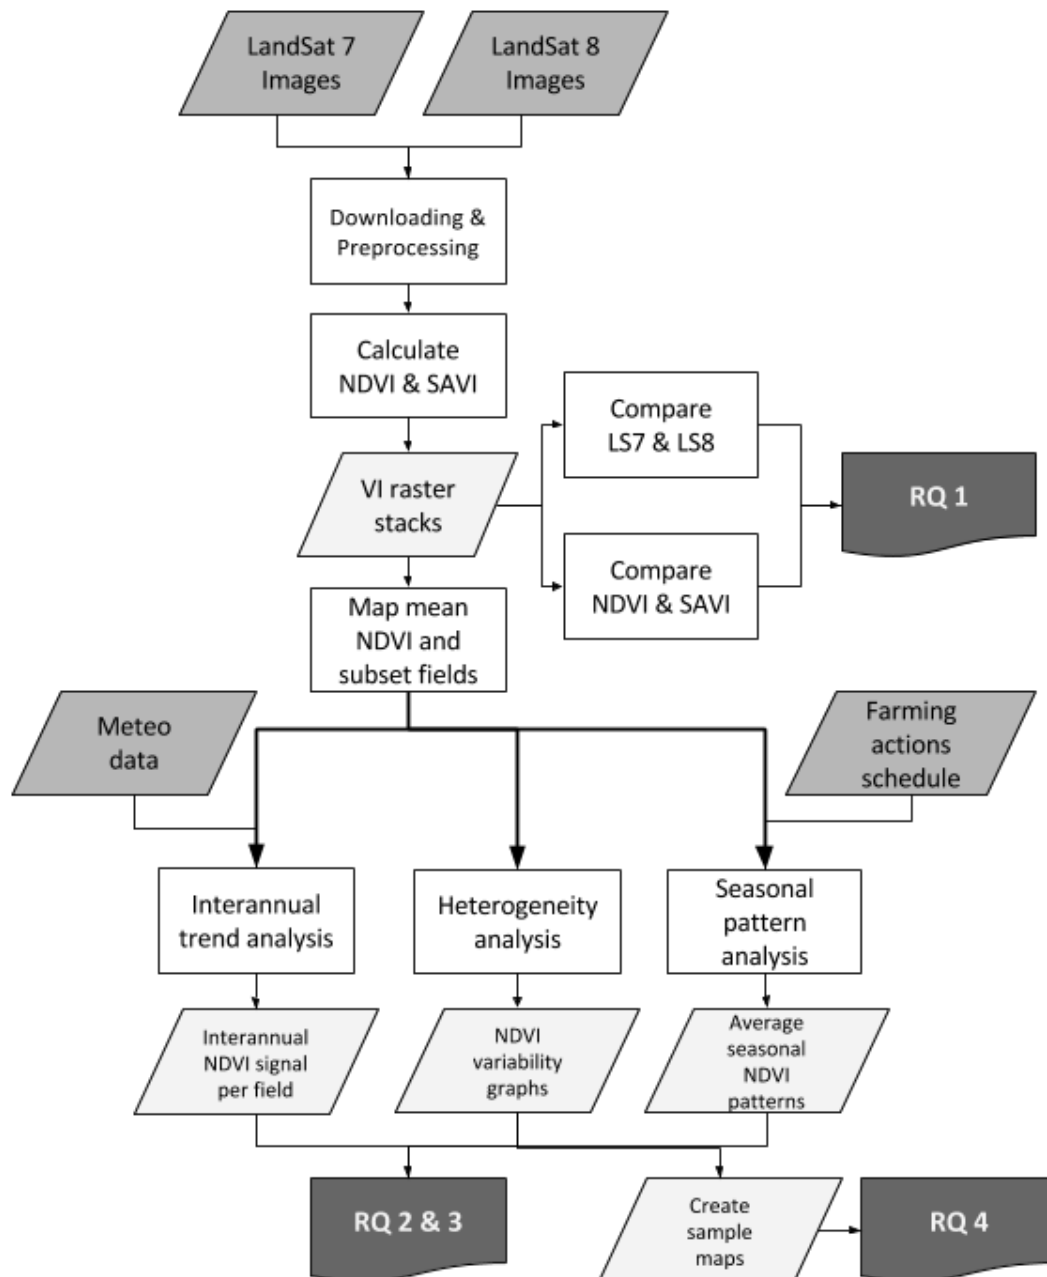 LandSat 7
Images
LandSat 8
Images
Downloading &
Preprocessing
Calculate
NDVI & SAVI
VI raster
stacks
Compare
LS7 & LS8
Compare
NDVI & SAVI
RQ 1
Map mean
NDVI and
subset fields
Meteo
data
Farming
actions
schedule
Interannual
trend analysis
Heterogeneity
analysis
Seasonal
pattern
analysis
Interannual
NDVI signal
per field
NDVI
variability
graphs
Average
seasonal
NDVI
patterns
RQ 2 & 3
Create
sample
maps
RQ 4